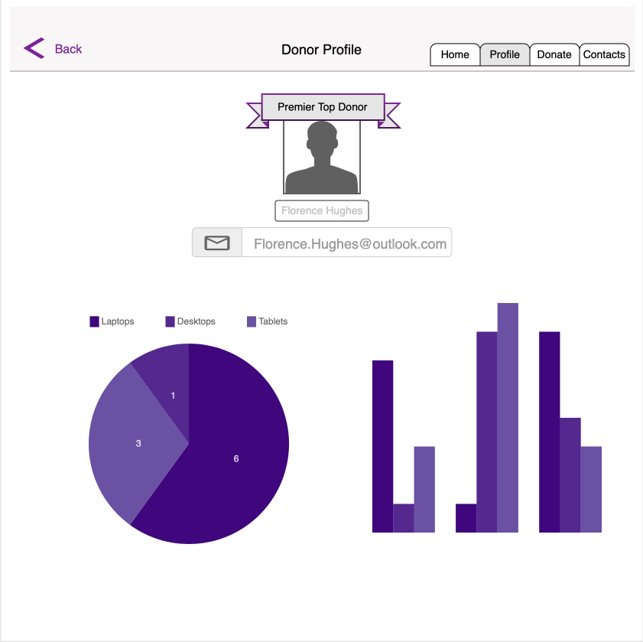 Back
Donor Profile
Home Profile Donate Contacts
Premier Top Donor
Florence Hughes
Florence.Hughes@outlook.com
Laptops Desktops Tablets
1
3
6